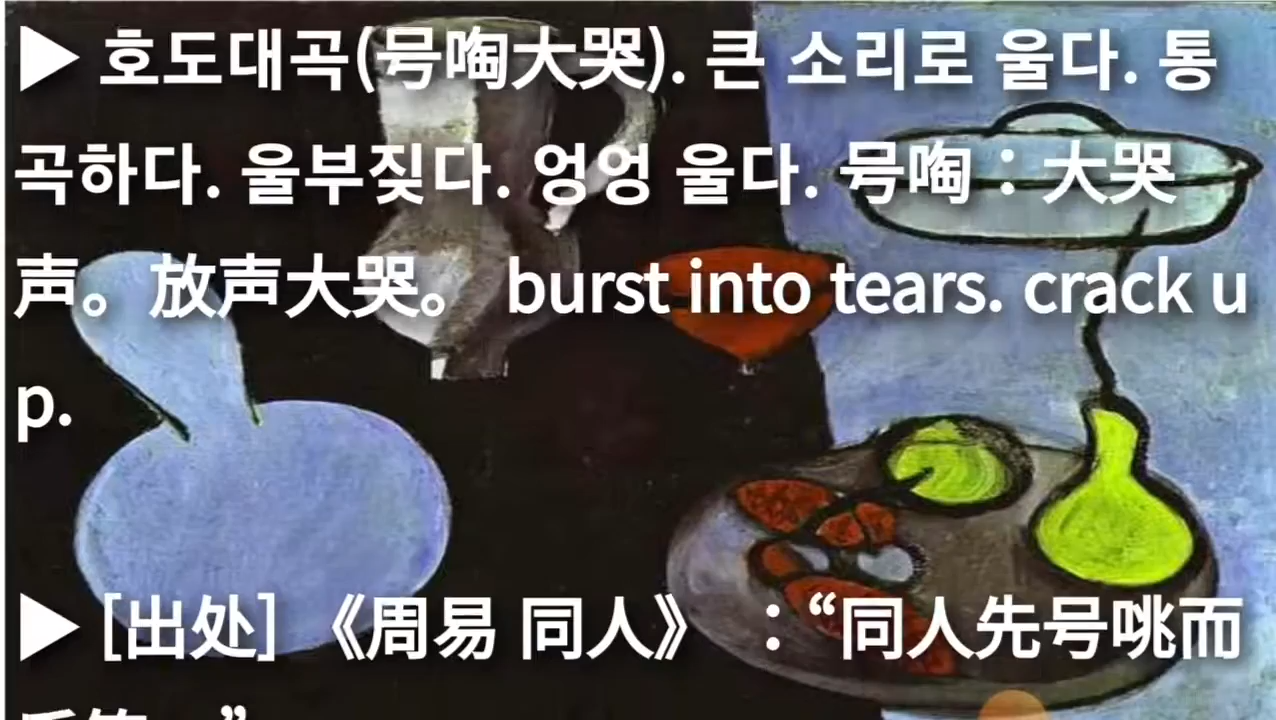 ▶ 호도대곡(号啕大哭). 큰 소리로 울다. 통
곡하다. 울부짖다. 엉엉 울다. 号啕：大哭
声。放声大哭。 burst into tears. crack u
p.
▶ [出处] 《周易 同人》 ：“同人先号咷而